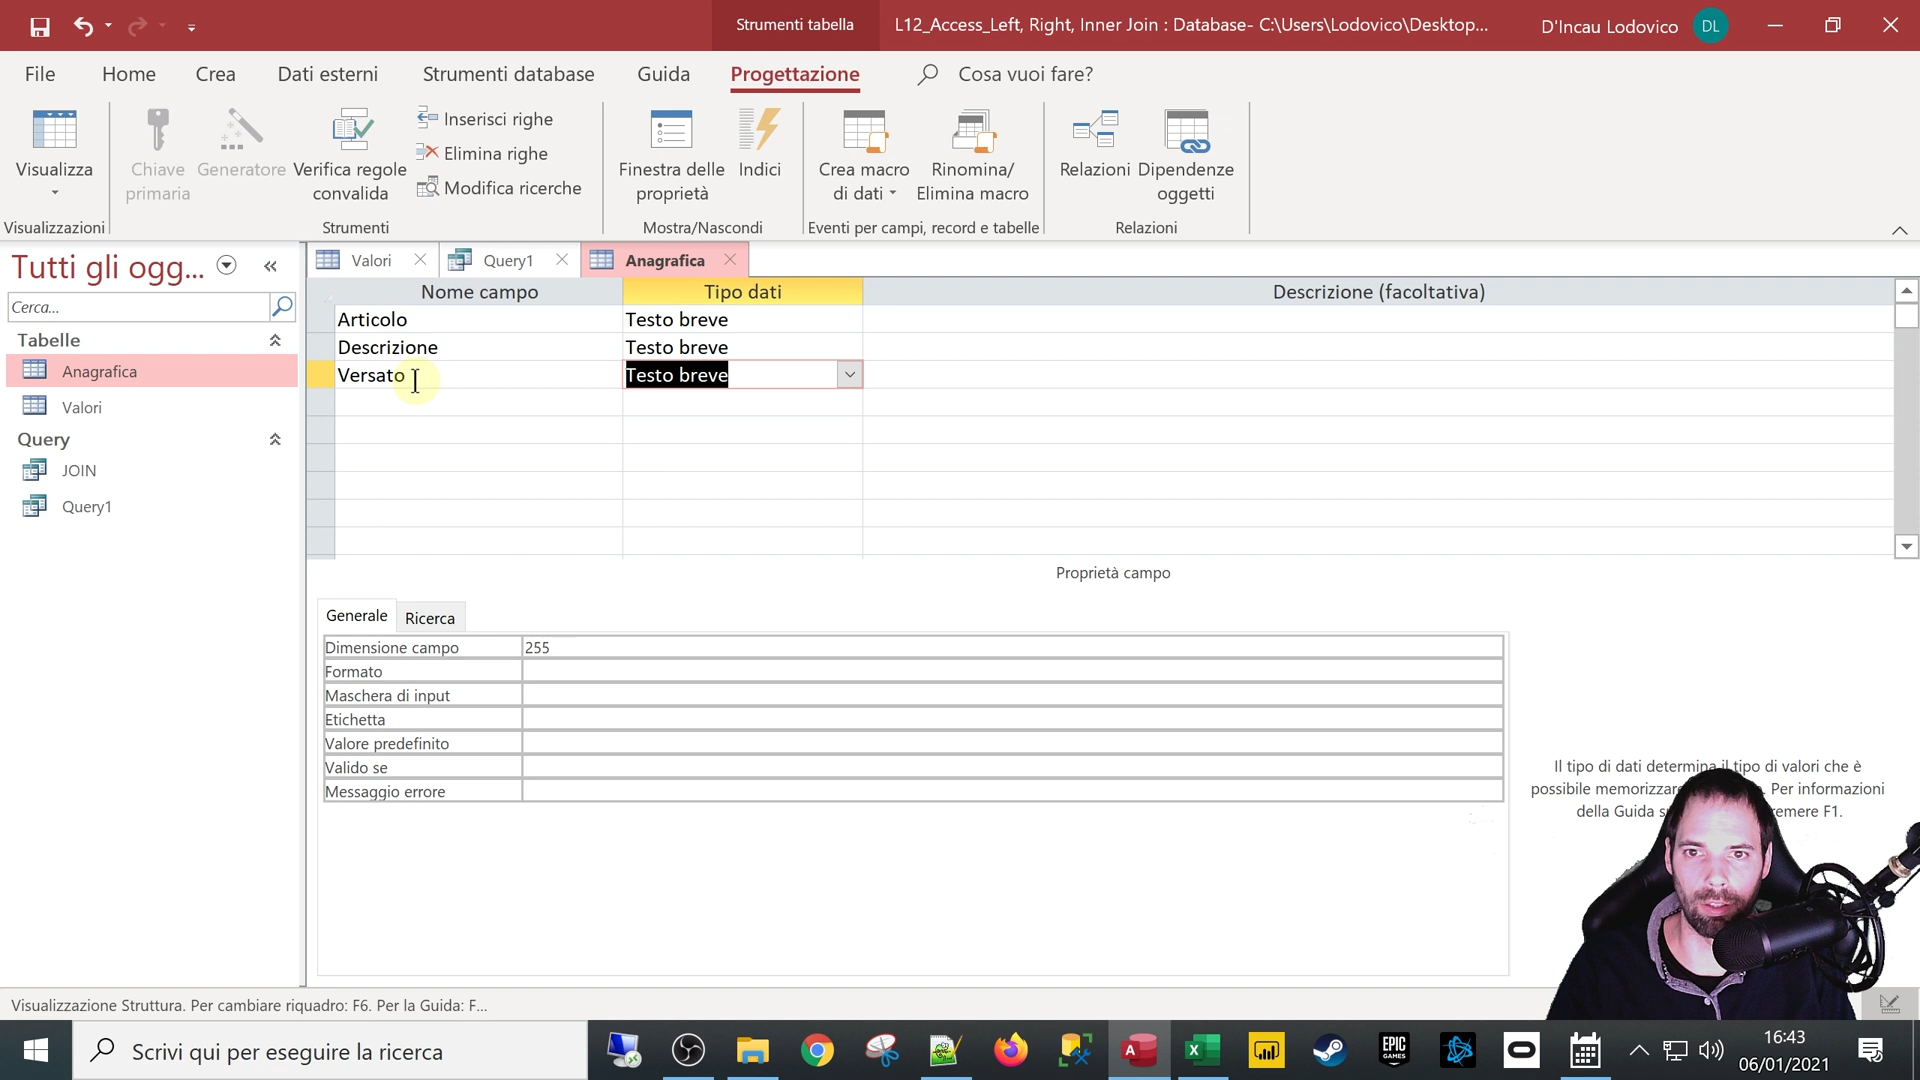 Strumenti tabella
L12_Access_Left, Right, Inner Join : Database- C:\Users\Lodovico\Desktop...
D'Incau Lodovico
DL
File Home Crea Dati esterni Strumenti database Guida Progettazione Cosa vuoi fare?
Visualizza
Chiave primaria
Generatore
Verifica regole convalida
Inserisci righe
Elimina righe
Modifica ricerche
Finestra delle proprietà
Indici
Crea macro di dati
Rinomina/ Elimina macro
Relazioni
Dipendenze oggetti
Visualizzazioni
Strumenti
Mostra/Nascondi
Eventi per campi, record e tabelle
Relazioni
Tutti gli ogg...
Cerca...
Tabelle
Anagrafica
Valori
Query
JOIN
Query1
Valori
Query1
Anagrafica
Nome campo Tipo dati Descrizione (facoltativa)
Articolo Testo breve
Descrizione Testo breve
Versato Testo breve
Proprietà campo
Generale Ricerca
Dimensione campo 255
Formato
Maschera di input
Etichetta
Valore predefinito
Valido se
Messaggio errore
Il tipo di dati determina il tipo di valori che è
possibile memorizzare Per informazioni
della Guida emere F1.
Visualizzazione Struttura. Per cambiare riquadro: F6. Per la Guida: F...
Scrivi qui per eseguire la ricerca
EPIC GAMES
16:43
06/01/2021